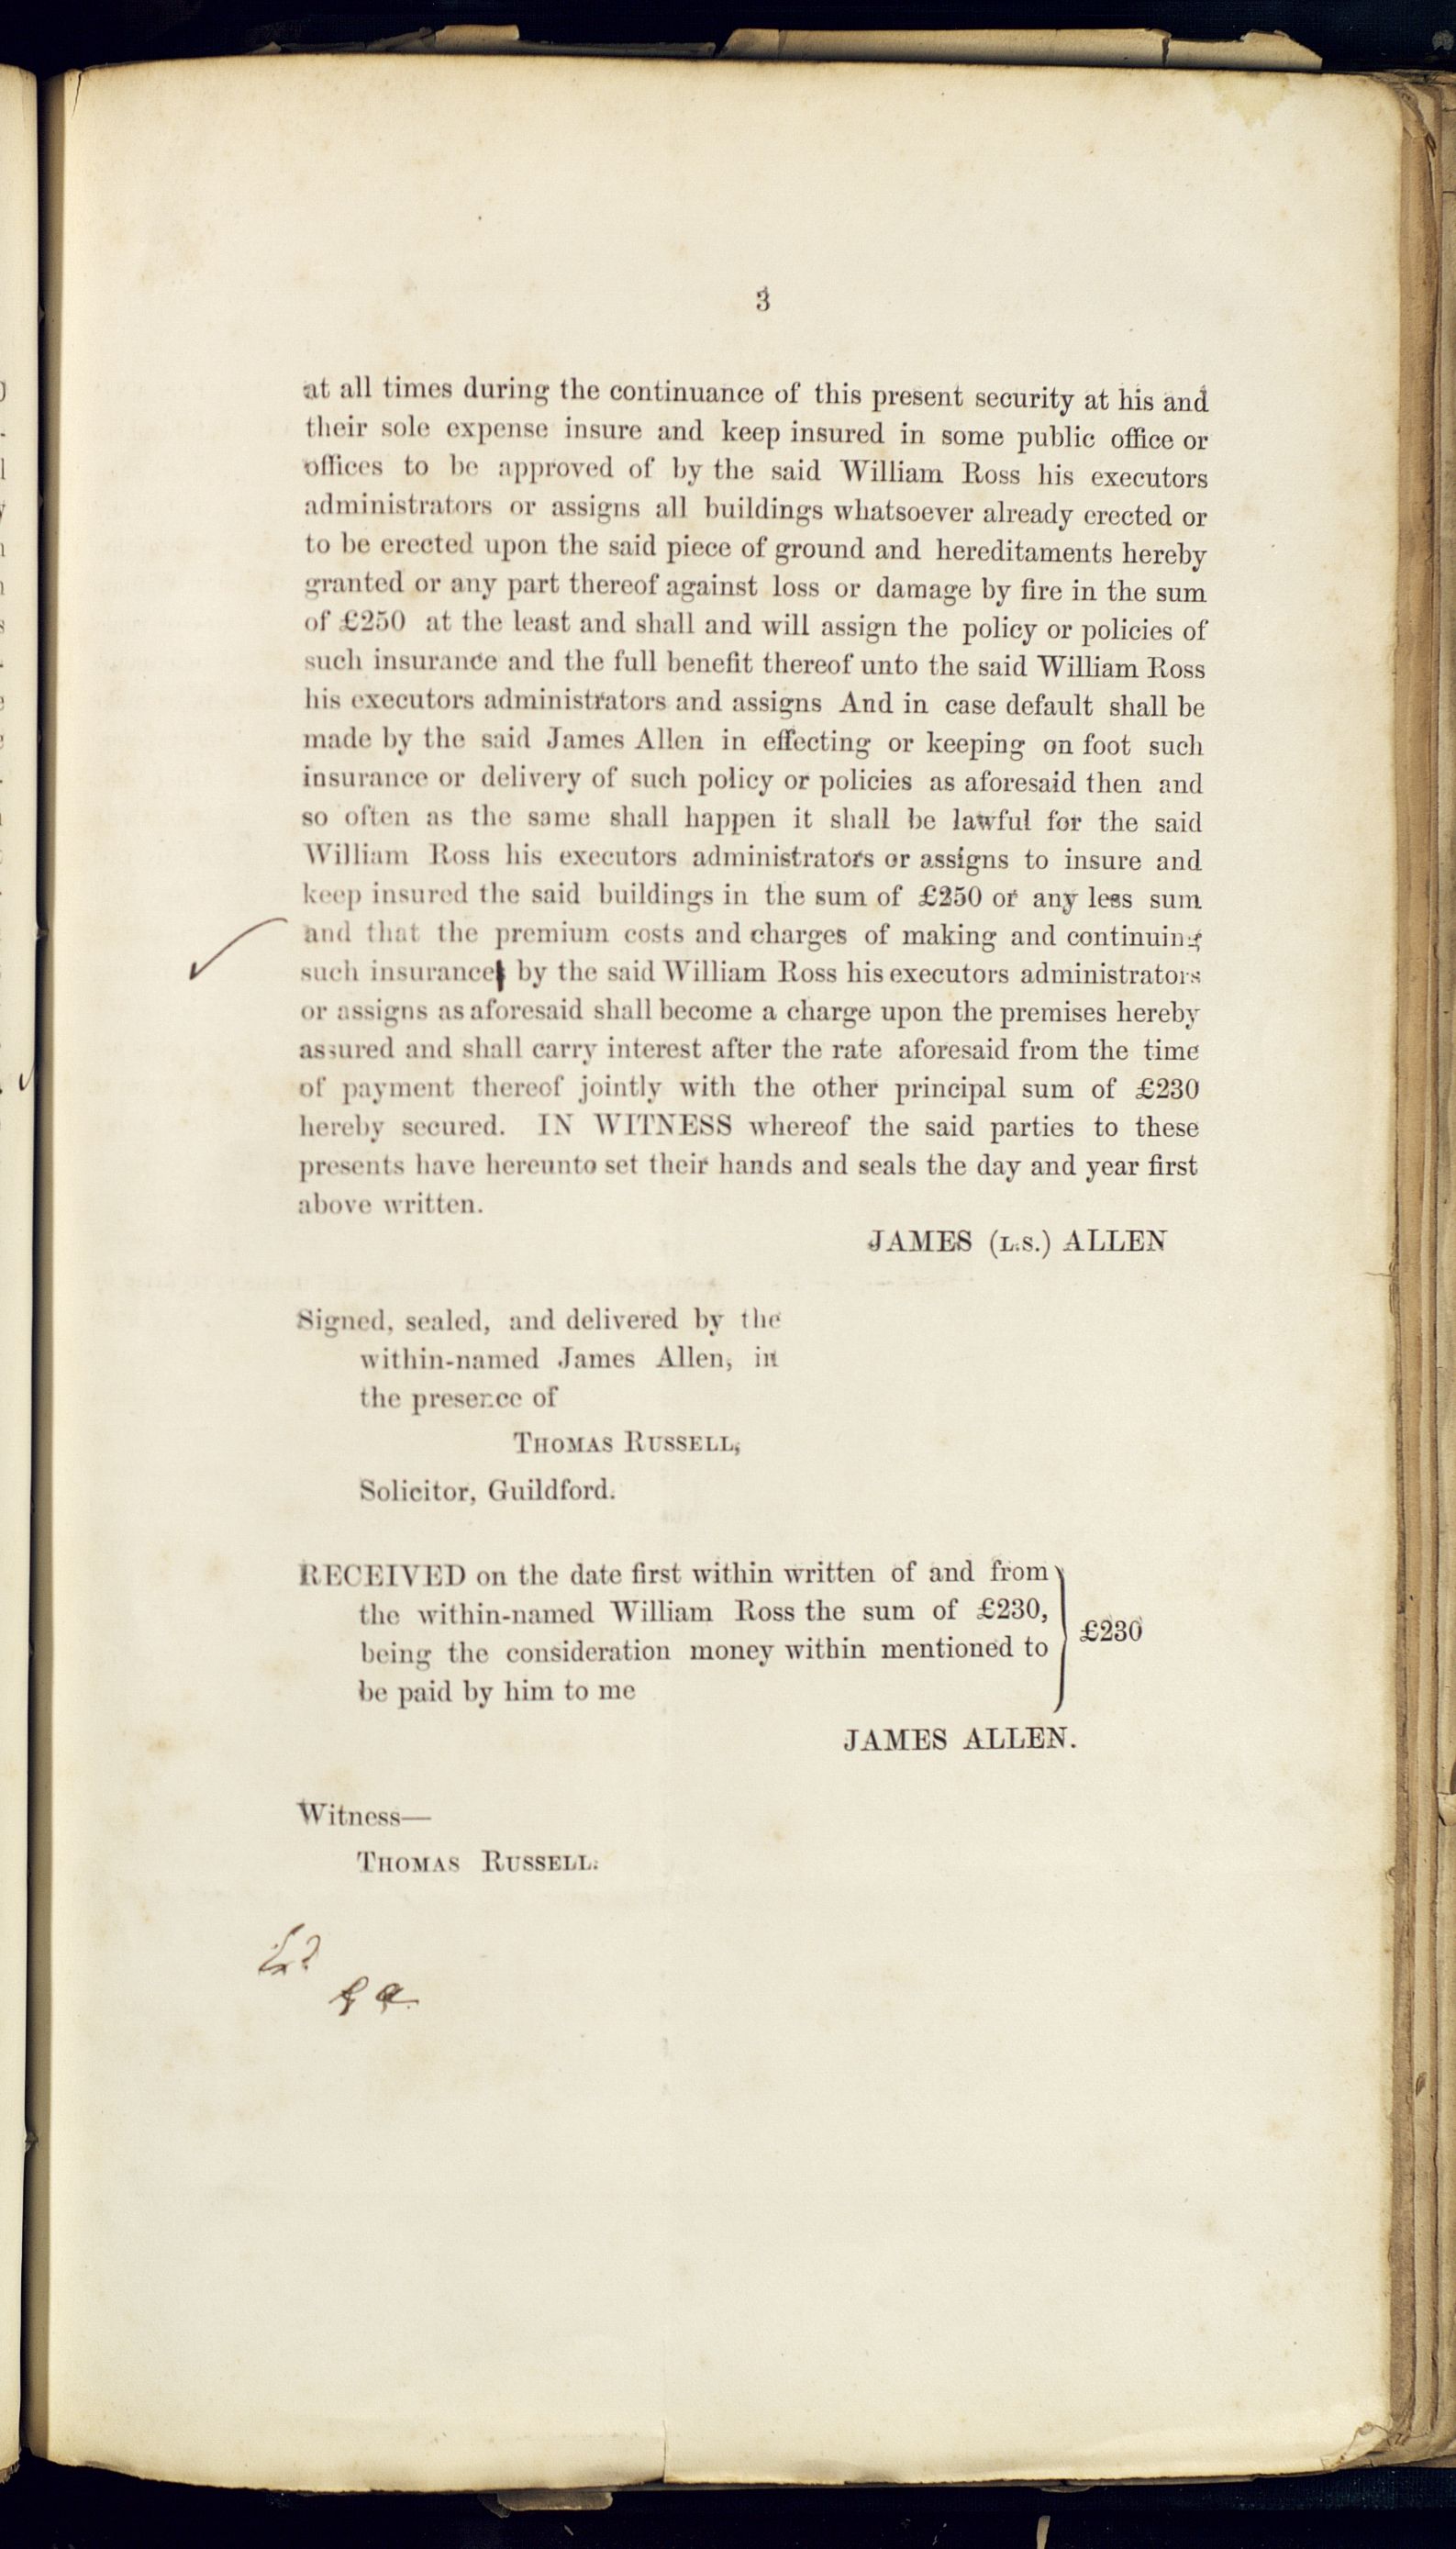 3
at all times during the continuance of this present security at his and
their sole expense insure and keep insured in some public office or
offices to be approved of by the said William Ross his executors
administrators or assigns all buildings whatsoever already erected or
to be erected upon the said piece of ground and hereditaments hereby
granted or any part thereof against loss or damage by fire in the sum
of £250 at the least and shall and will assign the policy or policies of
such insurance and the full benefit thereof unto the said William Ross
his executors administrators and assigns And in case default shall be
made by the said James Allen in effecting or keeping on foot such
insurance or delivery of such policy or policies as aforesaid then and
so often as the same shall happen it shall be lawful for the said
William Ross his executors administrators or assigns to insure and
keep insured the said buildings in the sum of £250 or any less sum
and that the premium costs and charges of making and continuing
such insurance by the said William Ross his executors administrators
or assigns as aforesaid shall become a charge upon the premises hereby
assured and shall carry interest after the rate aforesaid from the time
of payment thereof jointly with the other principal sum of £230
hereby secured. IN WITNESS whereof the said parties to these
presents have hereunto set their hands and seals the day and year first
above written.
JAMES (L.S.) ALLEN
Signed, sealed, and delivered by the
within-named James Allen, in
the presence of
THOMAS RUSSELL,
Solicitor, Guildford.
RECEIVED on the date first within written of and from
the within-named William Ross the sum of £230,
being the consideration money within mentioned to
be paid by him to me
£230
JAMES ALLEN.
Witness—
THOMAS RUSSELL.